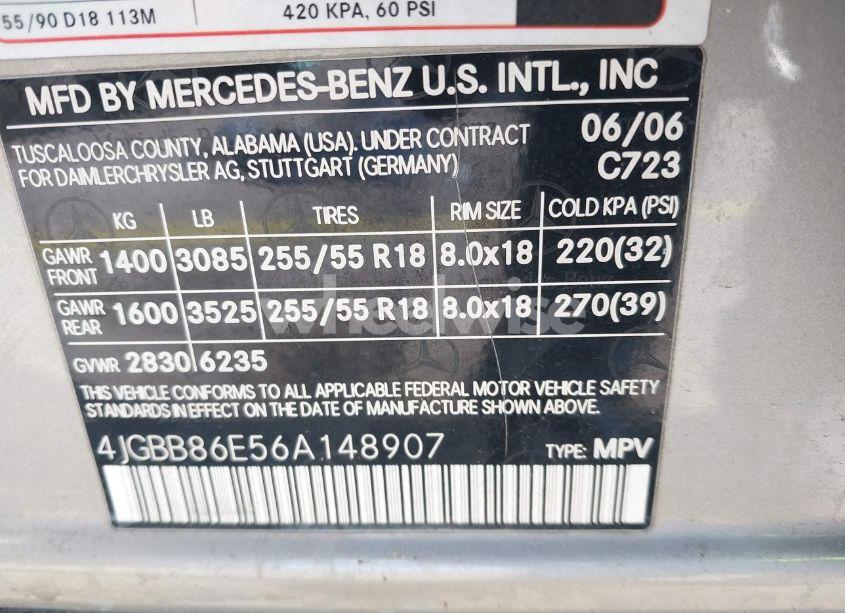 55/90 D18 113M
420 KPA, 60 PSI
MFD BY MERCEDES-BENZ U.S. INTL., INC
TUSCALOOSA COUNTY, ALABAMA (USA). UNDER CONTRACT 06/06
FOR DAIMLERCHRYSLER AG, STUTTGART (GERMANY) C723
KG LB TIRES RIM SIZE COLD KPA (PSI)
GAWR FRONT 1400 3085 255/55 R18 8.0x18 220(32)
GAWR REAR 1600 3525 255/55 R18 8.0x18 270(39)
wheelwise
GVWR 2830 6235
THIS VEHICLE CONFORMS TO ALL APPLICABLE FEDERAL MOTOR VEHICLE SAFETY
STANDARDS IN EFFECT ON THE DATE OF MANUFACTURE SHOWN ABOVE.
4JGBB86E56A148907 TYPE: MPV